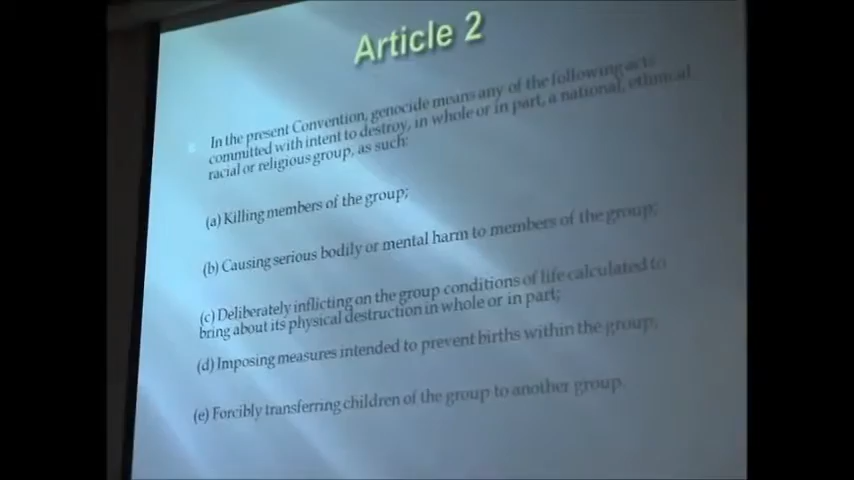 Article 2
In the present Convention, genocide means any of the following acts
committed with intent to destroy, in whole or in part, a national, ethnical
racial or religious group, as such:
(a) Killing members of the group;
(b) Causing serious bodily or mental harm to members of the group;
(c) Deliberately inflicting on the group conditions of life calculated to
bring about its physical destruction in whole or in part;
(d) Imposing measures intended to prevent births within the group;
(e) Forcibly transferring children of the group to another group.